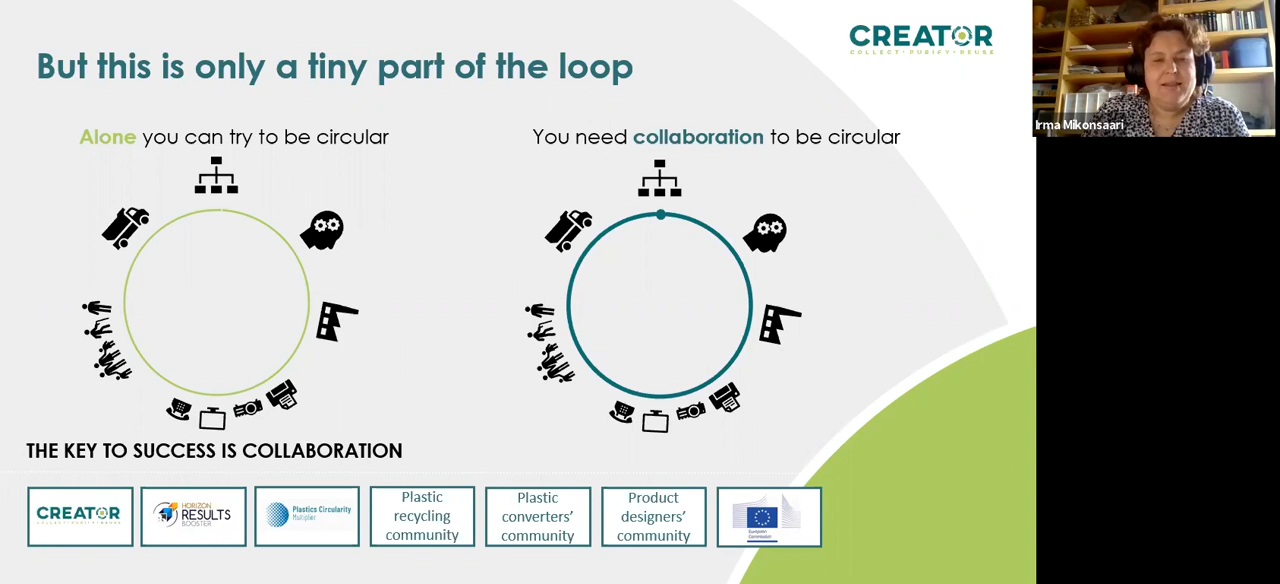 CREATOR
COLLECT • PURIFY • REUSE
But this is only a tiny part of the loop
Irma Mikonsaari
Alone you can try to be circular
You need collaboration to be circular
THE KEY TO SUCCESS IS COLLABORATION
CREATOR
COLLECT • PURIFY • REUSE
HORIZON
RESULTS
BOOSTER
Plastics Circularity
Multiplier
Plastic
recycling
community
Plastic
converters'
community
Product
designers'
community
European
Commission